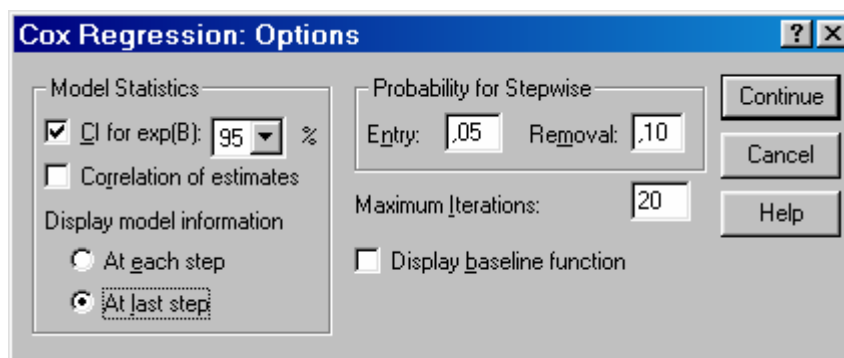 Cox Regression: Options
Model Statistics
CI for exp(B): 95 %
Correlation of estimates
Display model information
At each step
At last step
Probability for Stepwise
Entry: ,05 Removal: ,10
Maximum Iterations: 20
Display baseline function
Continue
Cancel
Help